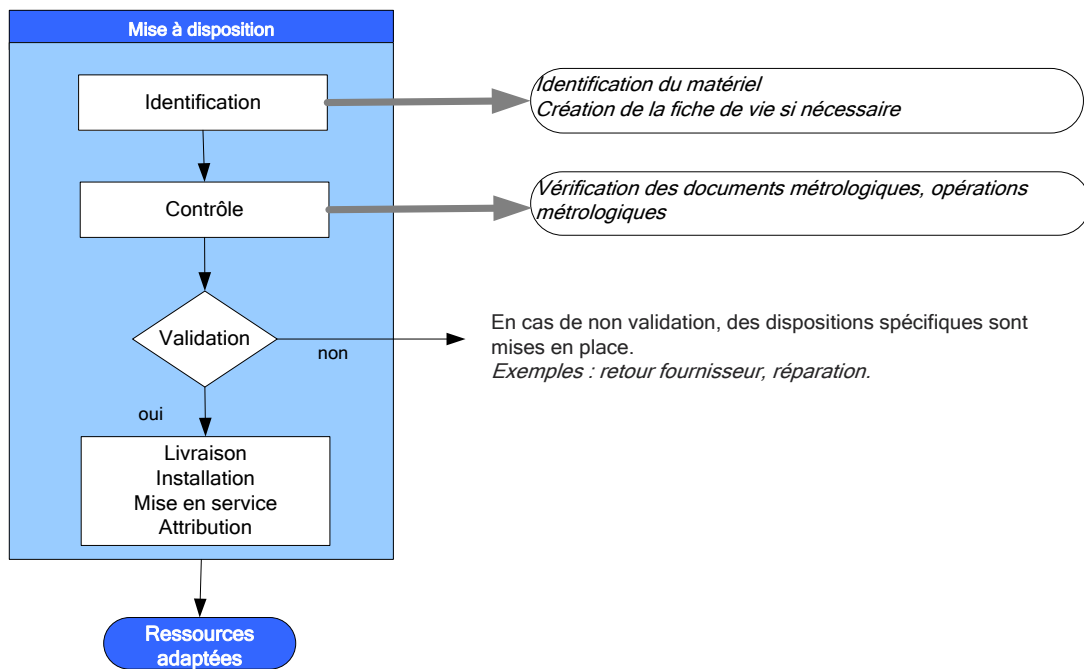 Mise à disposition
Identification
Identification du matériel
Création de la fiche de vie si nécessaire
Contrôle
Vérification des documents métrologiques, opérations
métrologiques
Validation
non
En cas de non validation, des dispositions spécifiques sont
mises en place.
Exemples : retour fournisseur, réparation.
oui
Livraison
Installation
Mise en service
Attribution
Ressources
adaptées